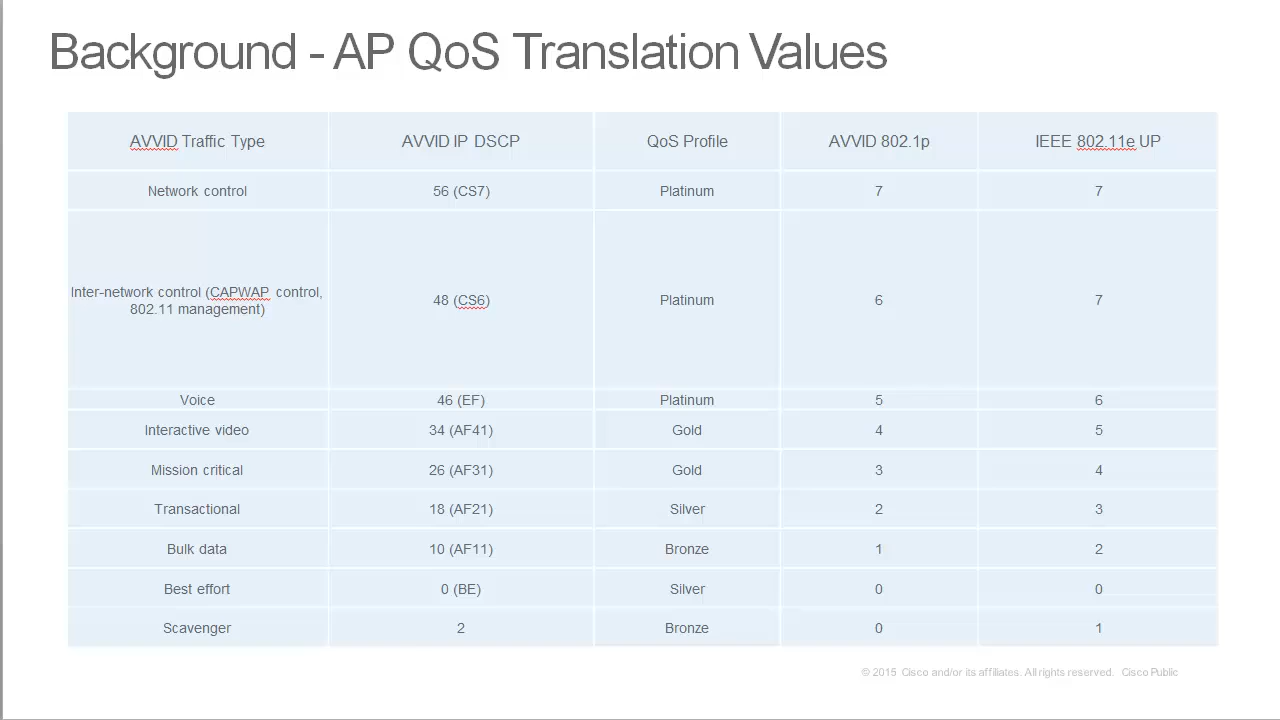 Background - AP QoS Translation Values
AVVID Traffic Type AVVID IP DSCP QoS Profile AVVID 802.1p IEEE 802.11e UP
Network control 56 (CS7) Platinum 7 7
Inter-network control (CAPWAP control,
802.11 management) 48 (CS6) Platinum 6 7
Voice 46 (EF) Platinum 5 6
Interactive video 34 (AF41) Gold 4 5
Mission critical 26 (AF31) Gold 3 4
Transactional 18 (AF21) Silver 2 3
Bulk data 10 (AF11) Bronze 1 2
Best effort 0 (BE) Silver 0 0
Scavenger 2 Bronze 0 1
© 2015 Cisco and/or its affiliates. All rights reserved. Cisco Public